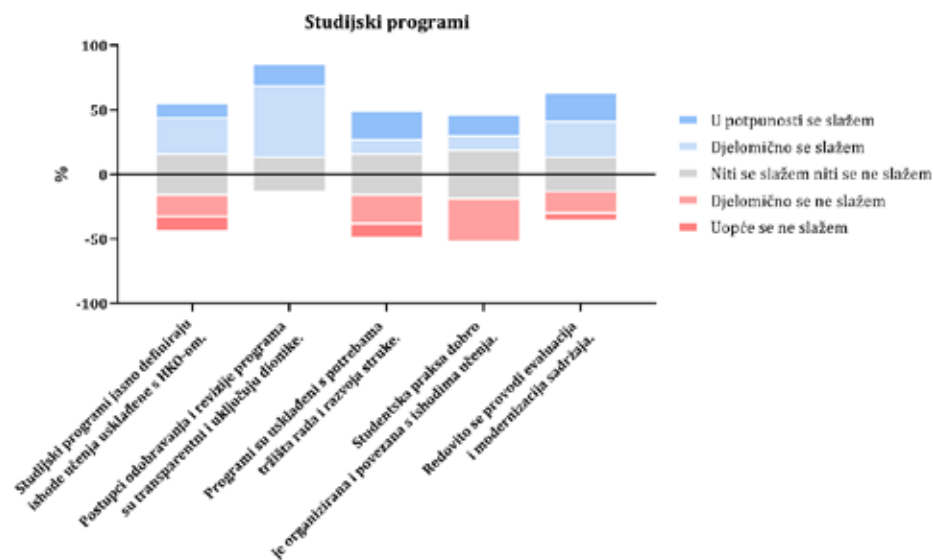 Studijski programi
%
100
50
0
-50
-100
U potpunosti se slažem
Djelomično se slažem
Niti se slažem niti se ne slažem
Djelomično se ne slažem
Uopće se ne slažem
Studijski programi jasno definiraju
ishode učenja usklađene s HKO-om.
Postupci odobravanja i revizije programa
su transparentni i uključuju dionike.
Programi su usklađeni s potrebama
tržišta rada i razvoja struke.
Studentska praksa dobro
je organizirana i povezana s ishodima učenja.
Redovito se provodi evaluacija
i modernizacija sadržaja.